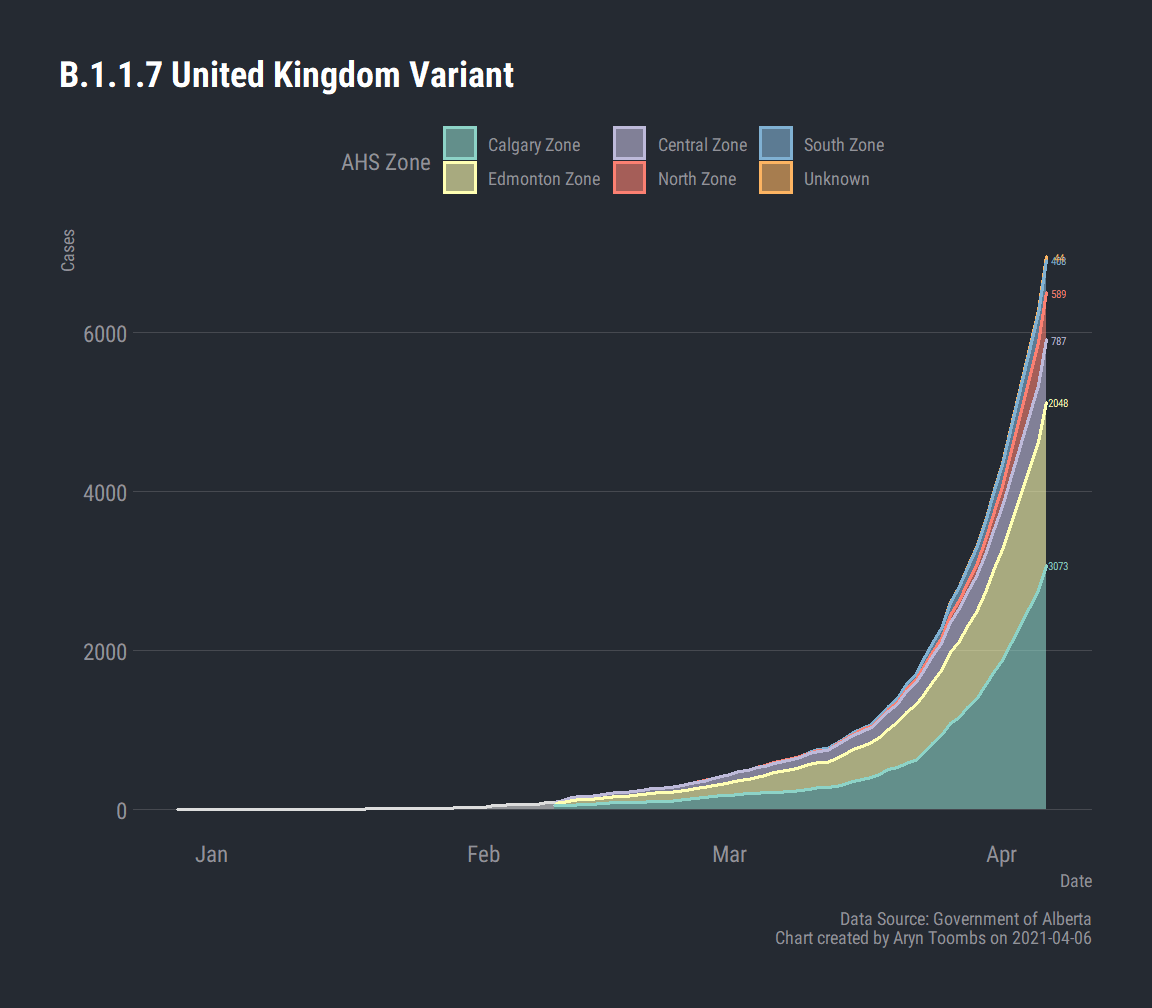 B.1.1.7 United Kingdom Variant
AHS Zone
Calgary Zone
Central Zone
South Zone
Edmonton Zone
North Zone
Unknown
Cases
589
6000
787
2048
4000
3073
2000
0
Jan
Feb
Mar
Apr
Date
Data Source: Government of Alberta
Chart created by Aryn Toombs on 2021-04-06